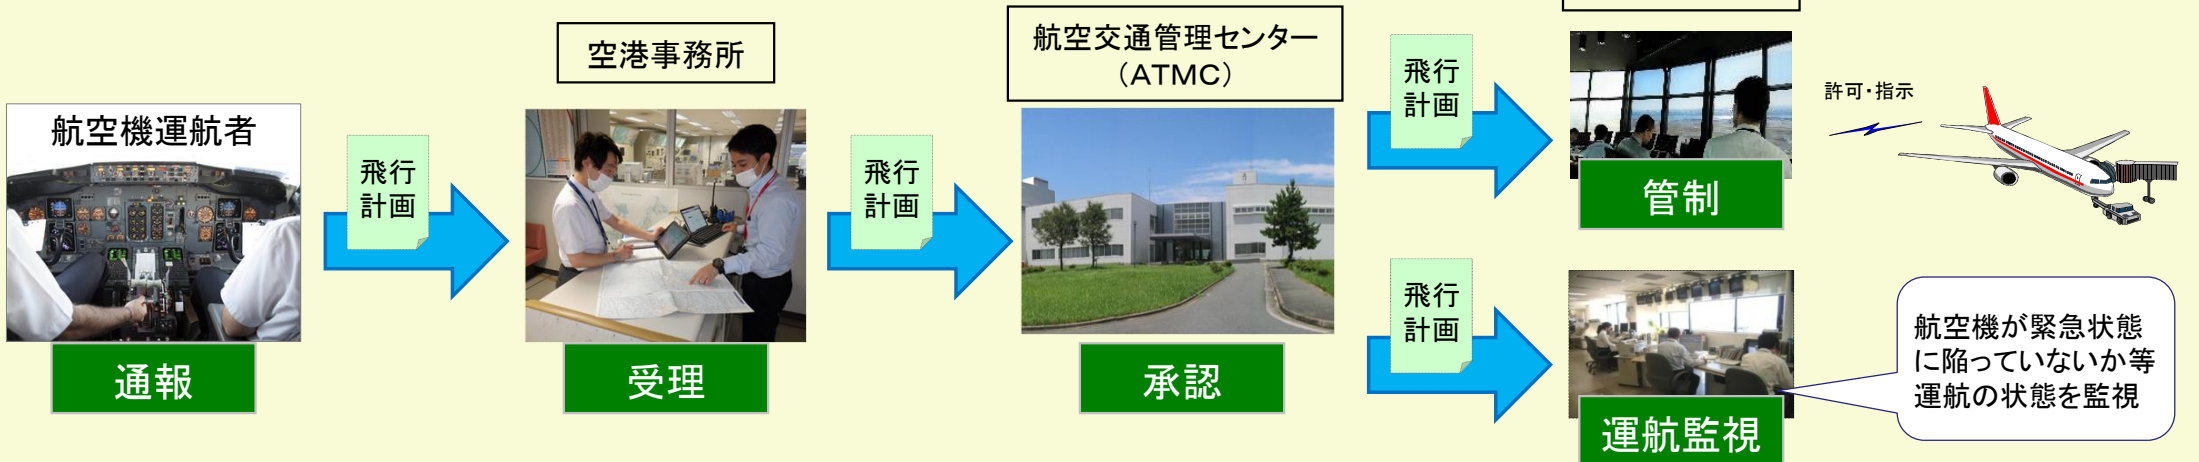 航空機運航者
通報
飛行
計画
空港事務所
受理
飛行
計画
航空交通管理センター
(ATMC)
承認
飛行
計画
管制
許可・指示
飛行
計画
運航監視
航空機が緊急状態
に陥っていないか等
運航の状態を監視